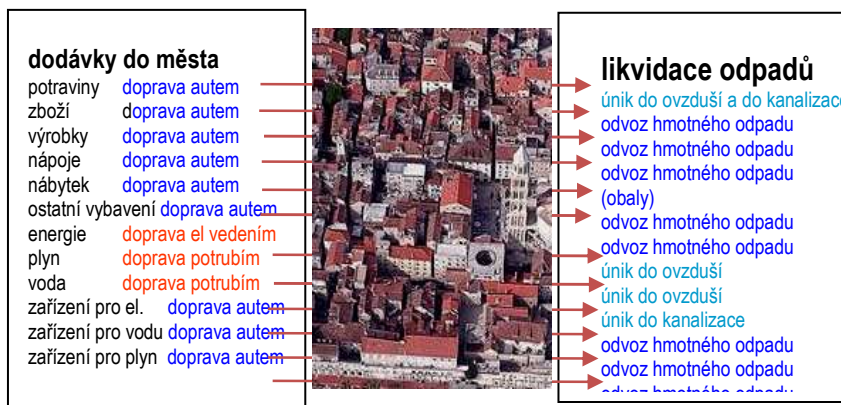 dodávky do města
potraviny doprava autem
zboží doprava autem
výrobky doprava autem
nápoje doprava autem
nábytek doprava autem
ostatní vybavení doprava autem
energie doprava el vedením
plyn doprava potrubím
voda doprava potrubím
zařízení pro el. doprava autem
zařízení pro vodu doprava autem
zařízení pro plyn doprava autem
likvidace odpadů
únik do ovzduší a do kanalizace
odvoz hmotného odpadu
odvoz hmotného odpadu
odvoz hmotného odpadu
(obaly)
odvoz hmotného odpadu
odvoz hmotného odpadu
únik do ovzduší
únik do ovzduší
únik do kanalizace
odvoz hmotného odpadu
odvoz hmotného odpadu
odvoz hmotného odpadu